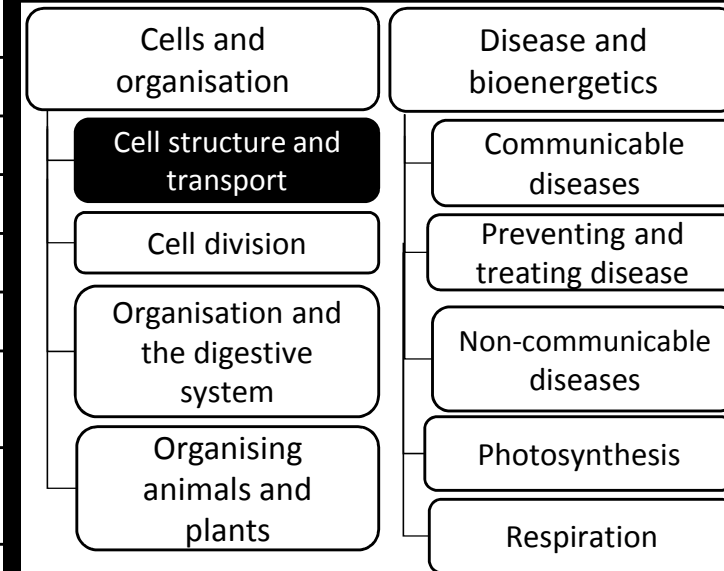 Cells and
organisation
Cell structure and
transport
Cell division
Organisation and
the digestive
system
Organising
animals and
plants
Disease and
bioenergetics
Communicable
diseases
Preventing and
treating disease
Non-communicable
diseases
Photosynthesis
Respiration